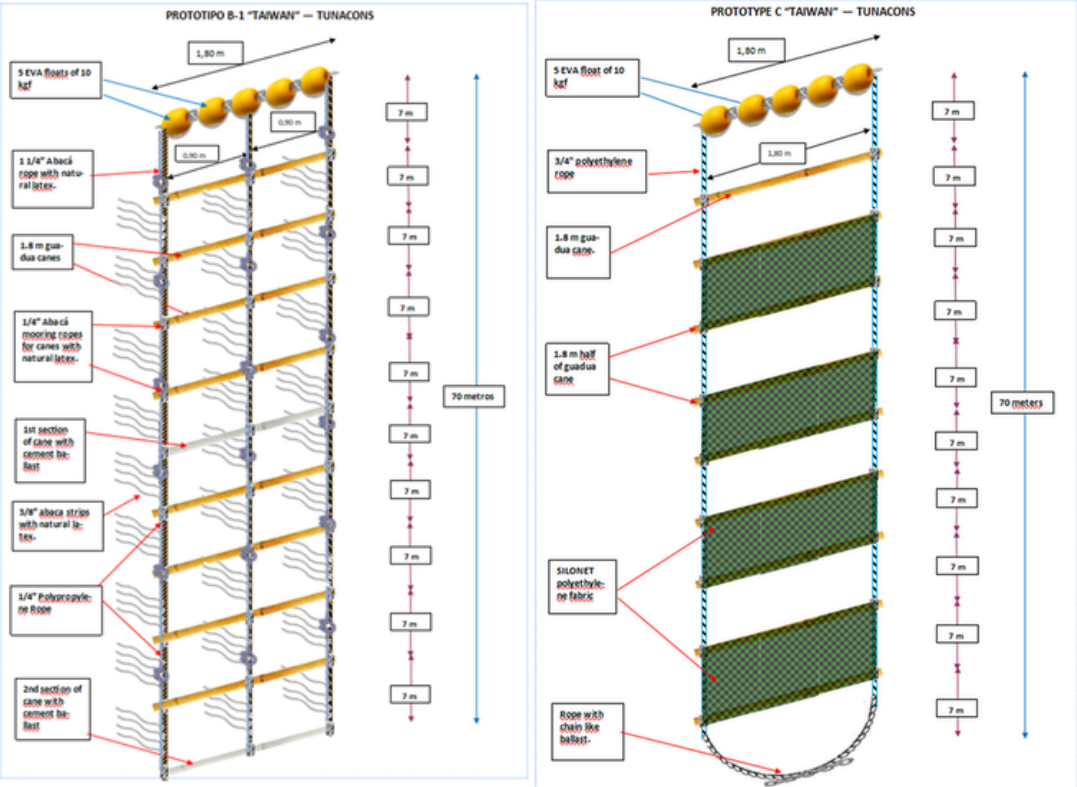 PROTOTIPO B-1 “TAIWAN” — TUNACONS
1,80 m
5 EVA floats of 10
kgf
0,90 m
0,90 m
1 1/4” Abacá
rope with natu-
ral latex.
1.8 m gua-
dua canes
1/4” Abacá
mooring ropes
for canes with
natural latex.
1st section
of cane with
cement ba-
llast
3/8” abaca strips
with natural la-
tex.
1/4” Polypropyle-
ne Rope
2nd section of
cane with
cement ba-
llast
7 m
7 m
7 m
7 m
7 m
7 m
7 m
7 m
7 m
7 m
70 metros
PROTOTYPE C “TAIWAN” — TUNACONS
1,80 m
5 EVA float of 10
kgf
1,80 m
3/4” polyethylene
rope
1.8 m gua-
dua cane.
1.8 m half
of guadua
cane
SILONET
polyethyle-
ne fabric
Rope with
chain like
ballast.
7 m
7 m
7 m
7 m
7 m
7 m
7 m
7 m
7 m
7 m
70 meters